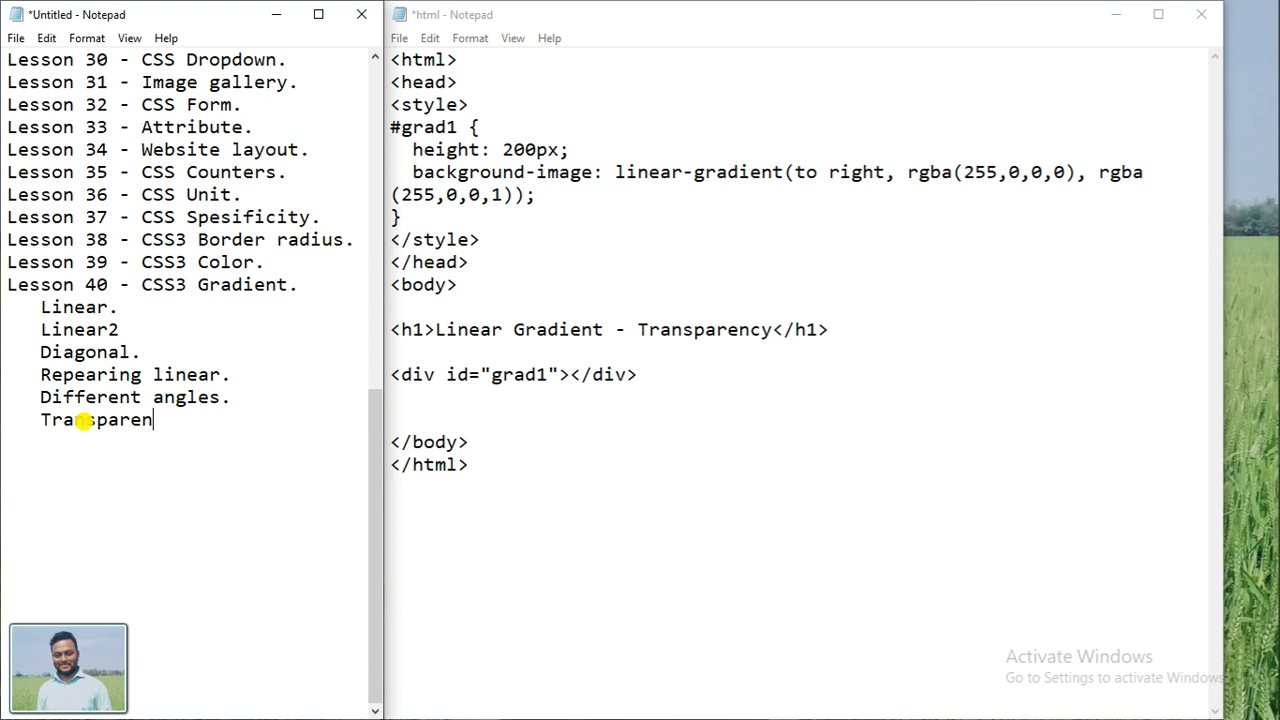 *Untitled - Notepad
File Edit Format View Help
Lesson 30 - CSS Dropdown.
Lesson 31 - Image gallery.
Lesson 32 - CSS Form.
Lesson 33 - Attribute.
Lesson 34 - Website layout.
Lesson 35 - CSS Counters.
Lesson 36 - CSS Unit.
Lesson 37 - CSS Spesificity.
Lesson 38 - CSS3 Border radius.
Lesson 39 - CSS3 Color.
Lesson 40 - CSS3 Gradient.
Linear.
Linear2
Diagonal.
Repearing linear.
Different angles.
Transparen
*html - Notepad
File Edit Format View Help
<html>
<head>
<style>
#grad1 {
height: 200px;
background-image: linear-gradient(to right, rgba(255,0,0,0), rgba
(255,0,0,1));
}
</style>
</head>
<body>
<h1>Linear Gradient - Transparency</h1>
<div id="grad1"></div>
</body>
</html>
Activate Windows
Go to Settings to activate Windows.